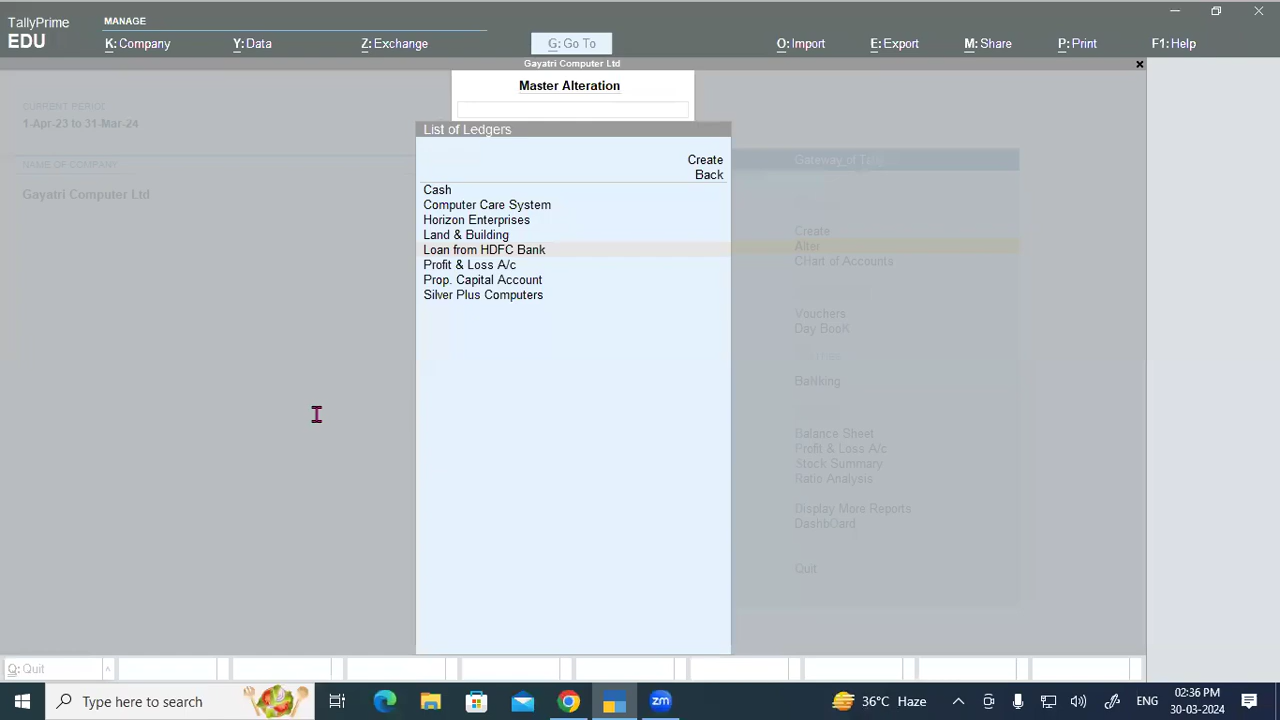 TallyPrime
EDU
MANAGE
K: Company
Y: Data
Z: Exchange
G: Go To
O: Import
E: Export
M: Share
P: Print
F1: Help
Gayatri Computer Ltd
Master Alteration
CURRENT PERIOD
1-Apr-23 to 31-Mar-24
NAME OF COMPANY
Gayatri Computer Ltd
List of Ledgers
Create
Back
Cash
Computer Care System
Horizon Enterprises
Land & Building
Loan from HDFC Bank
Profit & Loss A/c
Prop. Capital Account
Silver Plus Computers
Gateway of Tally
Create
Alter
CHart of Accounts
Vouchers
Day BooK
BaNking
Balance Sheet
Profit & Loss A/c
Stock Summary
Ratio Analysis
Display More Reports
DashbOard
Quit
Q: Quit
Type here to search
zm
36°C Haze
ENG
02:36 PM
30-03-2024